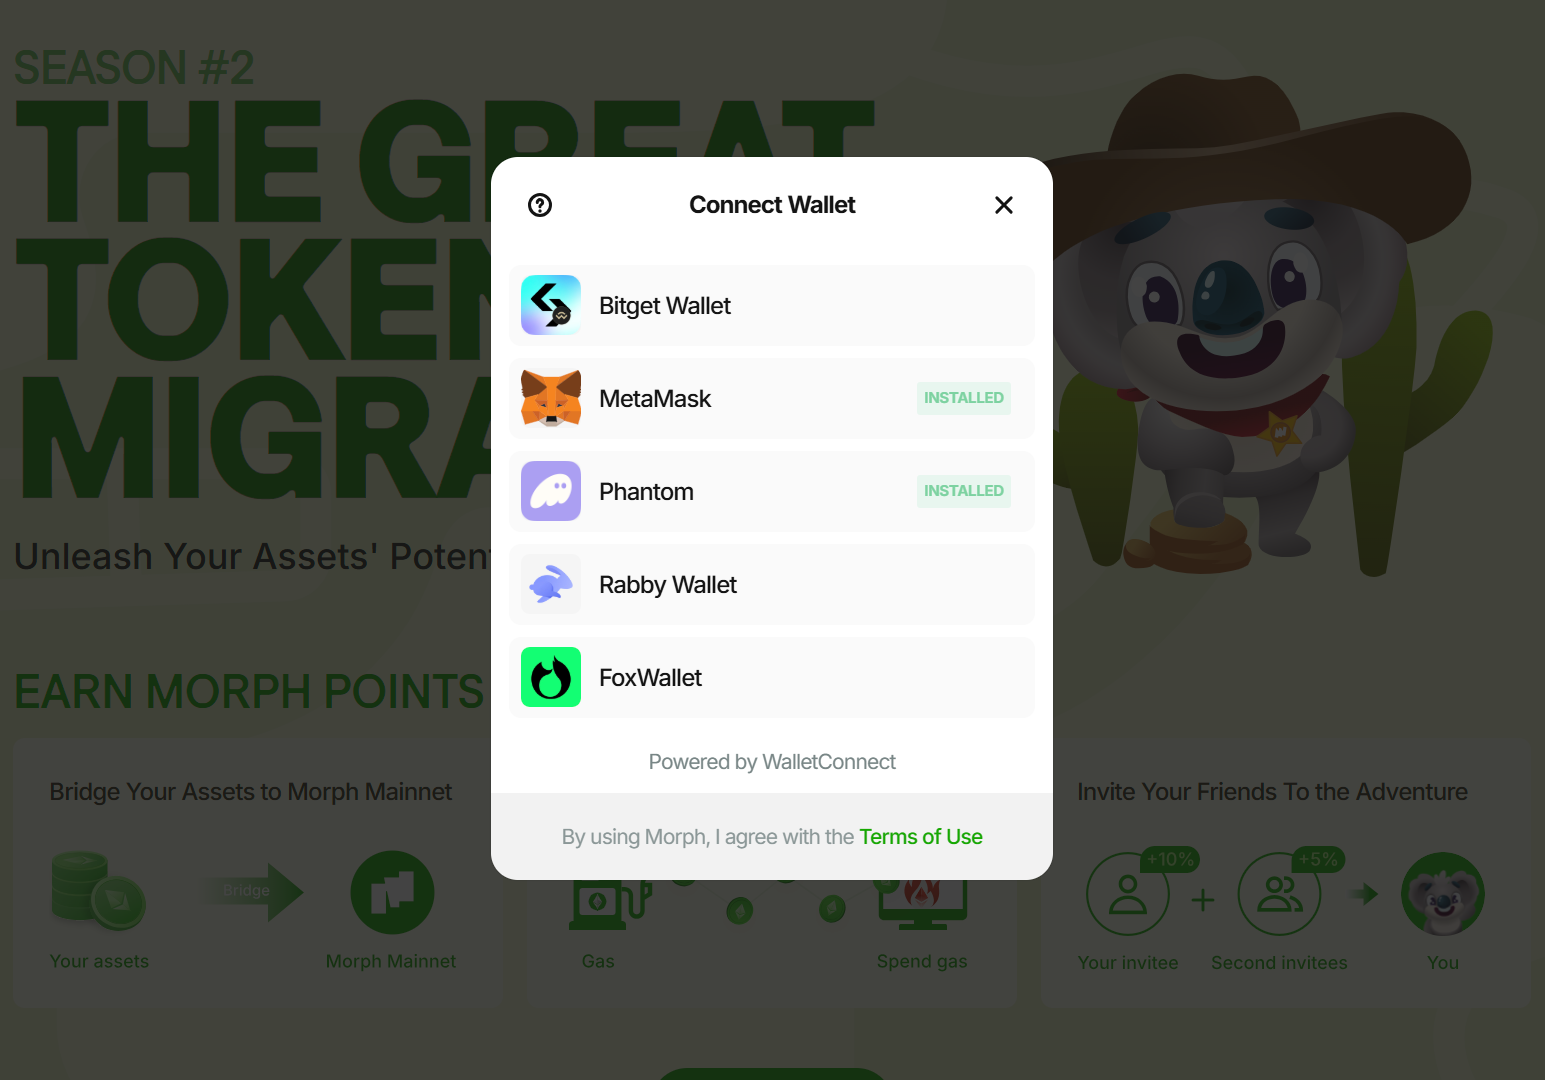 SEASON #2
THE GREAT
TOKEN
MIGRA
Unleash Your Assets' Potent
Connect Wallet
Bitget Wallet
MetaMask
INSTALLED
Phantom
INSTALLED
Rabby Wallet
FoxWallet
Powered by WalletConnect
By using Morph, I agree with the Terms of Use
EARN MORPH POINTS
Bridge Your Assets to Morph Mainnet
Bridge
Your assets
Morph Mainnet
Gas
Spend gas
Invite Your Friends To the Adventure
+10%
+5%
Your invitee
Second invitees
You